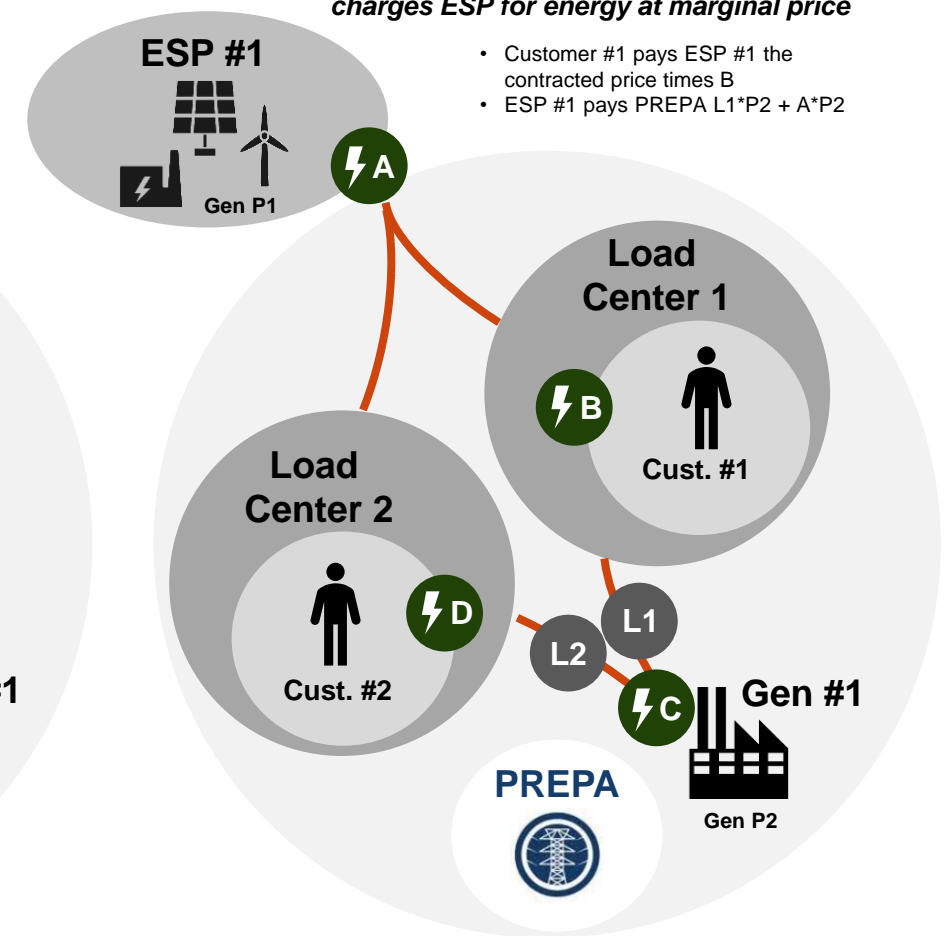 charges ESP for energy at marginal price
• Customer #1 pays ESP #1 the
contracted price times B
• ESP #1 pays PREPA L1*P2 + A*P2
ESP #1
Gen P1
A
Load
Center 1
B
Cust. #1
Load
Center 2
D
Cust. #2
L1
L2
C
Gen #1
Gen P2
PREPA
#1